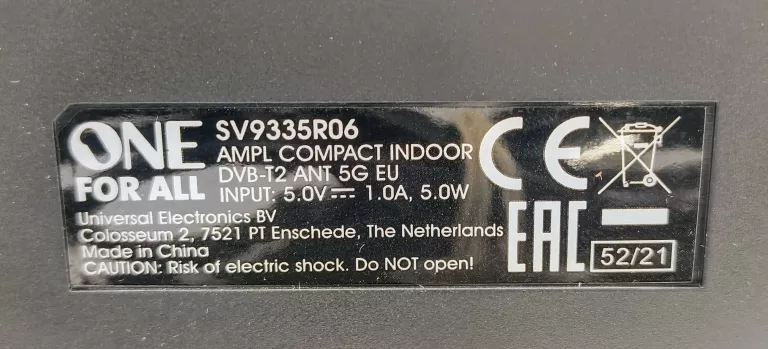 ONE
FOR ALL
SV9335R06
AMPL COMPACT INDOOR
DVB-T2 ANT 5G EU
INPUT: 5.0V⎓ 1.0A, 5.0W
Universal Electronics BV
Colosseum 2, 7521 PT Enschede, The Netherlands
Made in China
CAUTION: Risk of electric shock. Do NOT open!
CE
EAC
52/21